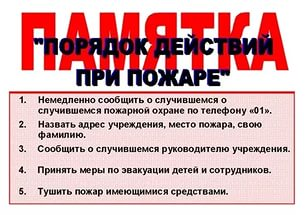 ПАМЯТКА
"ПОРЯДОК ДЕЙСТВИЙ
ПРИ ПОЖАРЕ"
1. Немедленно сообщить о случившемся о
случившемся пожарной охране по телефону «01».
2. Назвать адрес учреждения, место пожара, свою
фамилию.
3. Сообщить о случившемся руководителю учреждения.
4. Принять меры по эвакуации детей и сотрудников.
5. Тушить пожар имеющимися средствами.